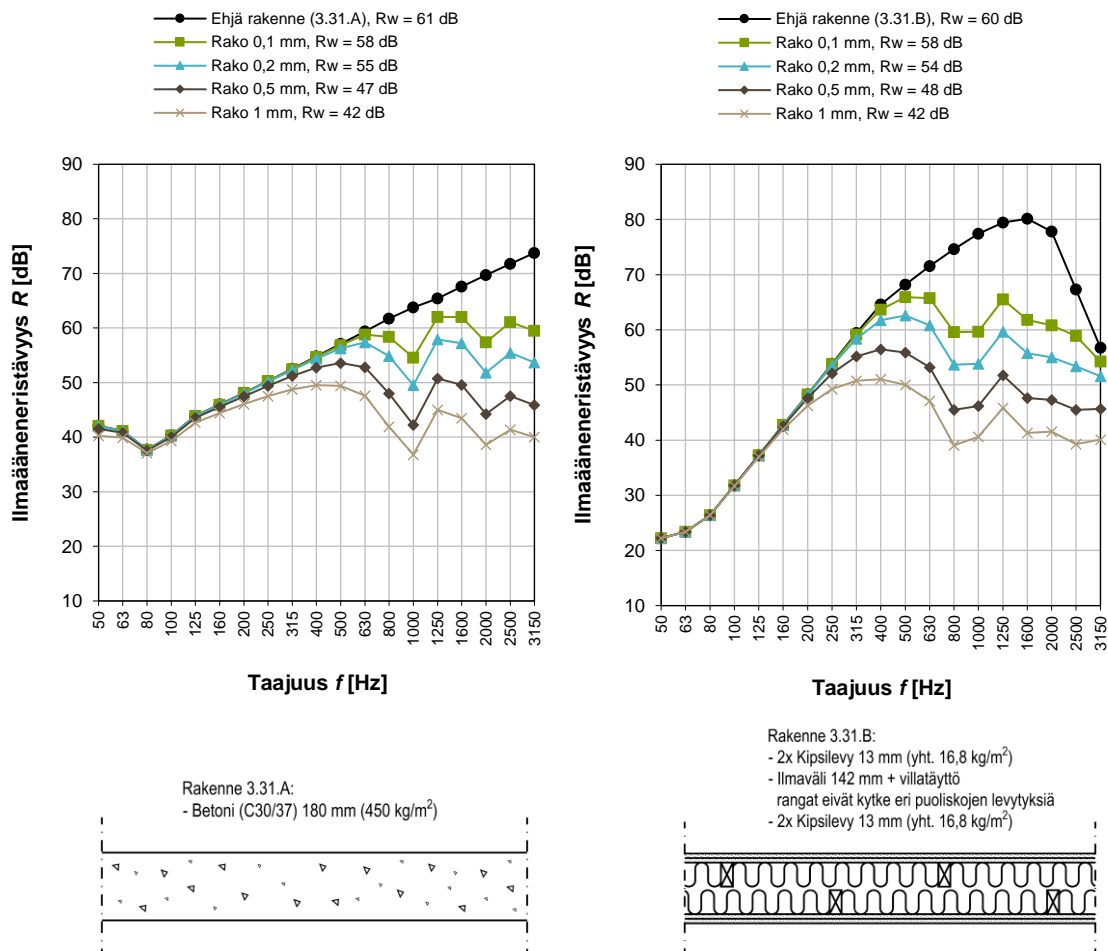 Ehjä rakenne (3.31.A), Rw = 61 dB
Rako 0,1 mm, Rw = 58 dB
Rako 0,2 mm, Rw = 55 dB
Rako 0,5 mm, Rw = 47 dB
Rako 1 mm, Rw = 42 dB
90
80
70
60
50
40
30
20
10
Ilmaääneneristävyys R [dB]
50 63 80 100 125 160 200 250 315 400 500 630 800 1000 1250 1600 2000 2500 3150
Taajuus f [Hz]
Rakenne 3.31.A:
- Betoni (C30/37) 180 mm (450 kg/m²)
Ehjä rakenne (3.31.B), Rw = 60 dB
Rako 0,1 mm, Rw = 58 dB
Rako 0,2 mm, Rw = 54 dB
Rako 0,5 mm, Rw = 48 dB
Rako 1 mm, Rw = 42 dB
90
80
70
60
50
40
30
20
10
Ilmaääneneristävyys R [dB]
50 63 80 100 125 160 200 250 315 400 500 630 800 1000 1250 1600 2000 2500 3150
Taajuus f [Hz]
Rakenne 3.31.B:
- 2x Kipsilevy 13 mm (yht. 16,8 kg/m²)
- Ilmaväli 142 mm + villatäyttö
rangat eivät kytke eri puoliskojen levytyksiä
- 2x Kipsilevy 13 mm (yht. 16,8 kg/m²)